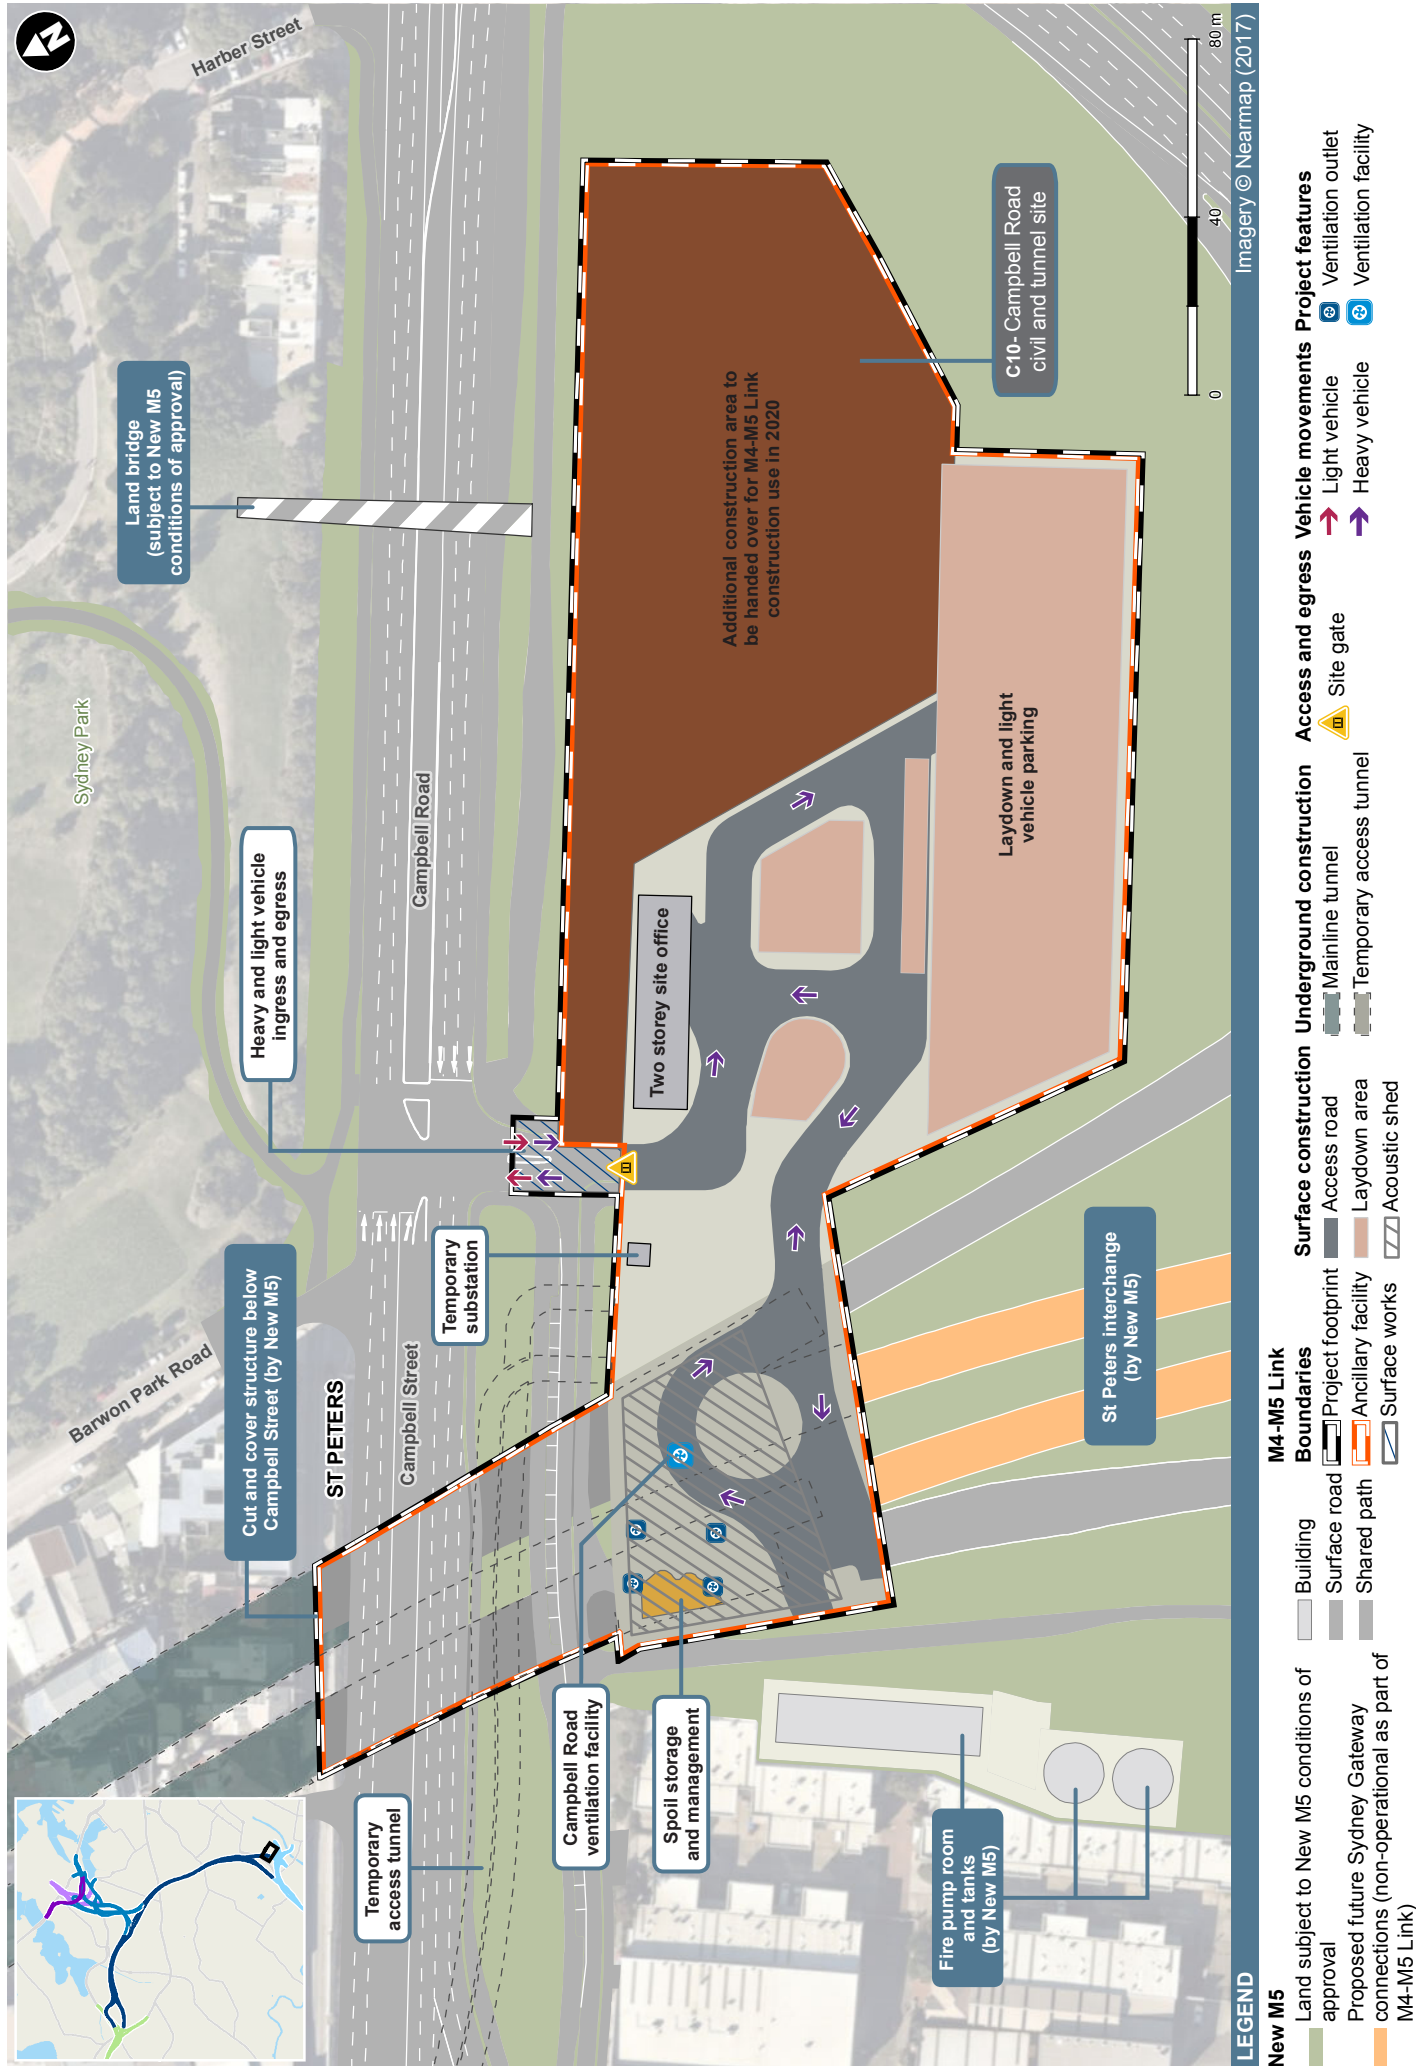 N
Harber Street
Land bridge
(subject to New M5
conditions of approval)
Sydney Park
Heavy and light vehicle
ingress and egress
Campbell Road
Cut and cover structure below
Campbell Street (by New M5)
Barwon Park Road
ST PETERS
Campbell Street
Temporary
substation
Temporary
access tunnel
Campbell Road
ventilation facility
Spoil storage
and management
Fire pump room
and tanks
(by New M5)
Two storey site office
Additional construction area to
be handed over for M4-M5 Link
construction use in 2020
Laydown and light
vehicle parking
C10- Campbell Road
civil and tunnel site
St Peters interchange
(by New M5)
0 40 80 m
Imagery © Nearmap (2017)
LEGEND
New M5
Land subject to New M5 conditions of
approval
Proposed future Sydney Gateway
connections (non-operational as part of
M4-M5 Link)
Building
Surface road
Shared path
M4-M5 Link
Boundaries
Project footprint
Ancillary facility
Surface works
Surface construction
Access road
Laydown area
Acoustic shed
Underground construction
Mainline tunnel
Temporary access tunnel
Access and egress
Site gate
Vehicle movements
Light vehicle
Heavy vehicle
Project features
Ventilation outlet
Ventilation facility